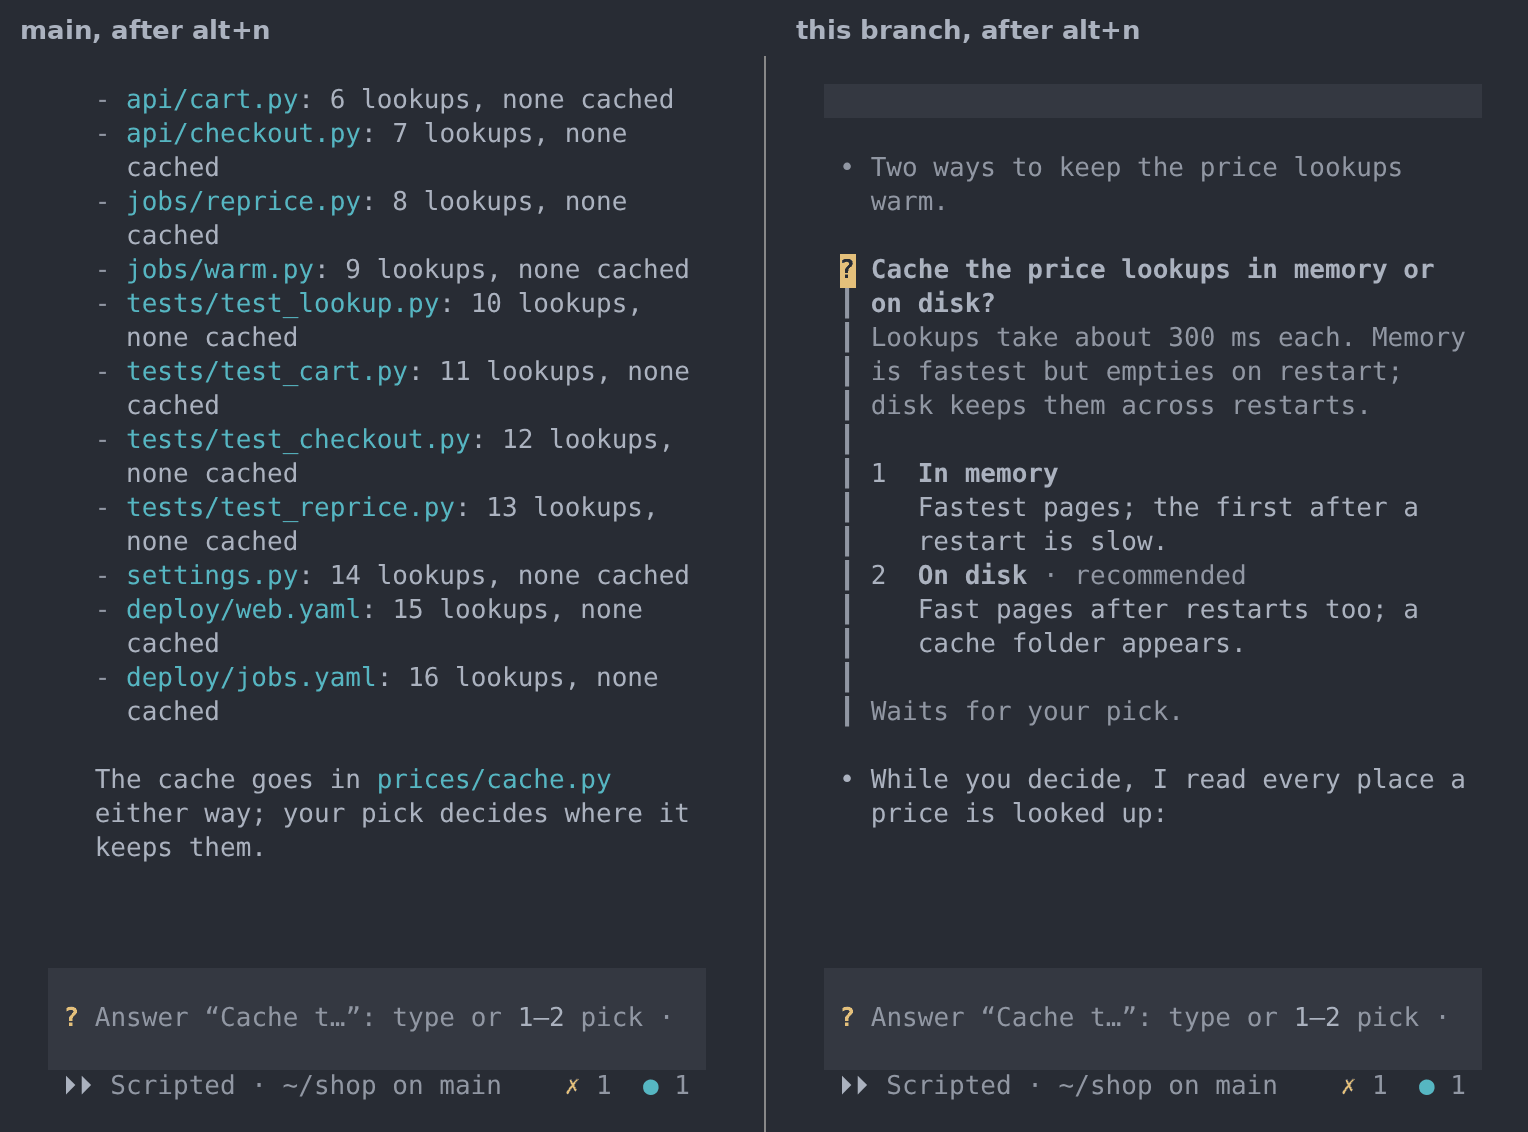 main, after alt+n
- api/cart.py: 6 lookups, none cached
- api/checkout.py: 7 lookups, none
cached
- jobs/reprice.py: 8 lookups, none
cached
- jobs/warm.py: 9 lookups, none cached
- tests/test_lookup.py: 10 lookups,
none cached
- tests/test_cart.py: 11 lookups, none
cached
- tests/test_checkout.py: 12 lookups,
none cached
- tests/test_reprice.py: 13 lookups,
none cached
- settings.py: 14 lookups, none cached
- deploy/web.yaml: 15 lookups, none
cached
- deploy/jobs.yaml: 16 lookups, none
cached
The cache goes in prices/cache.py
either way; your pick decides where it
keeps them.
? Answer “Cache t…”: type or 1–2 pick ·
Scripted · ~/shop on main ✗ 1 ● 1
this branch, after alt+n
• Two ways to keep the price lookups
warm.
? Cache the price lookups in memory or
on disk?
Lookups take about 300 ms each. Memory
is fastest but empties on restart;
disk keeps them across restarts.
1 In memory
Fastest pages; the first after a
restart is slow.
2 On disk · recommended
Fast pages after restarts too; a
cache folder appears.
Waits for your pick.
• While you decide, I read every place a
price is looked up:
? Answer “Cache t…”: type or 1–2 pick ·
Scripted · ~/shop on main ✗ 1 ● 1